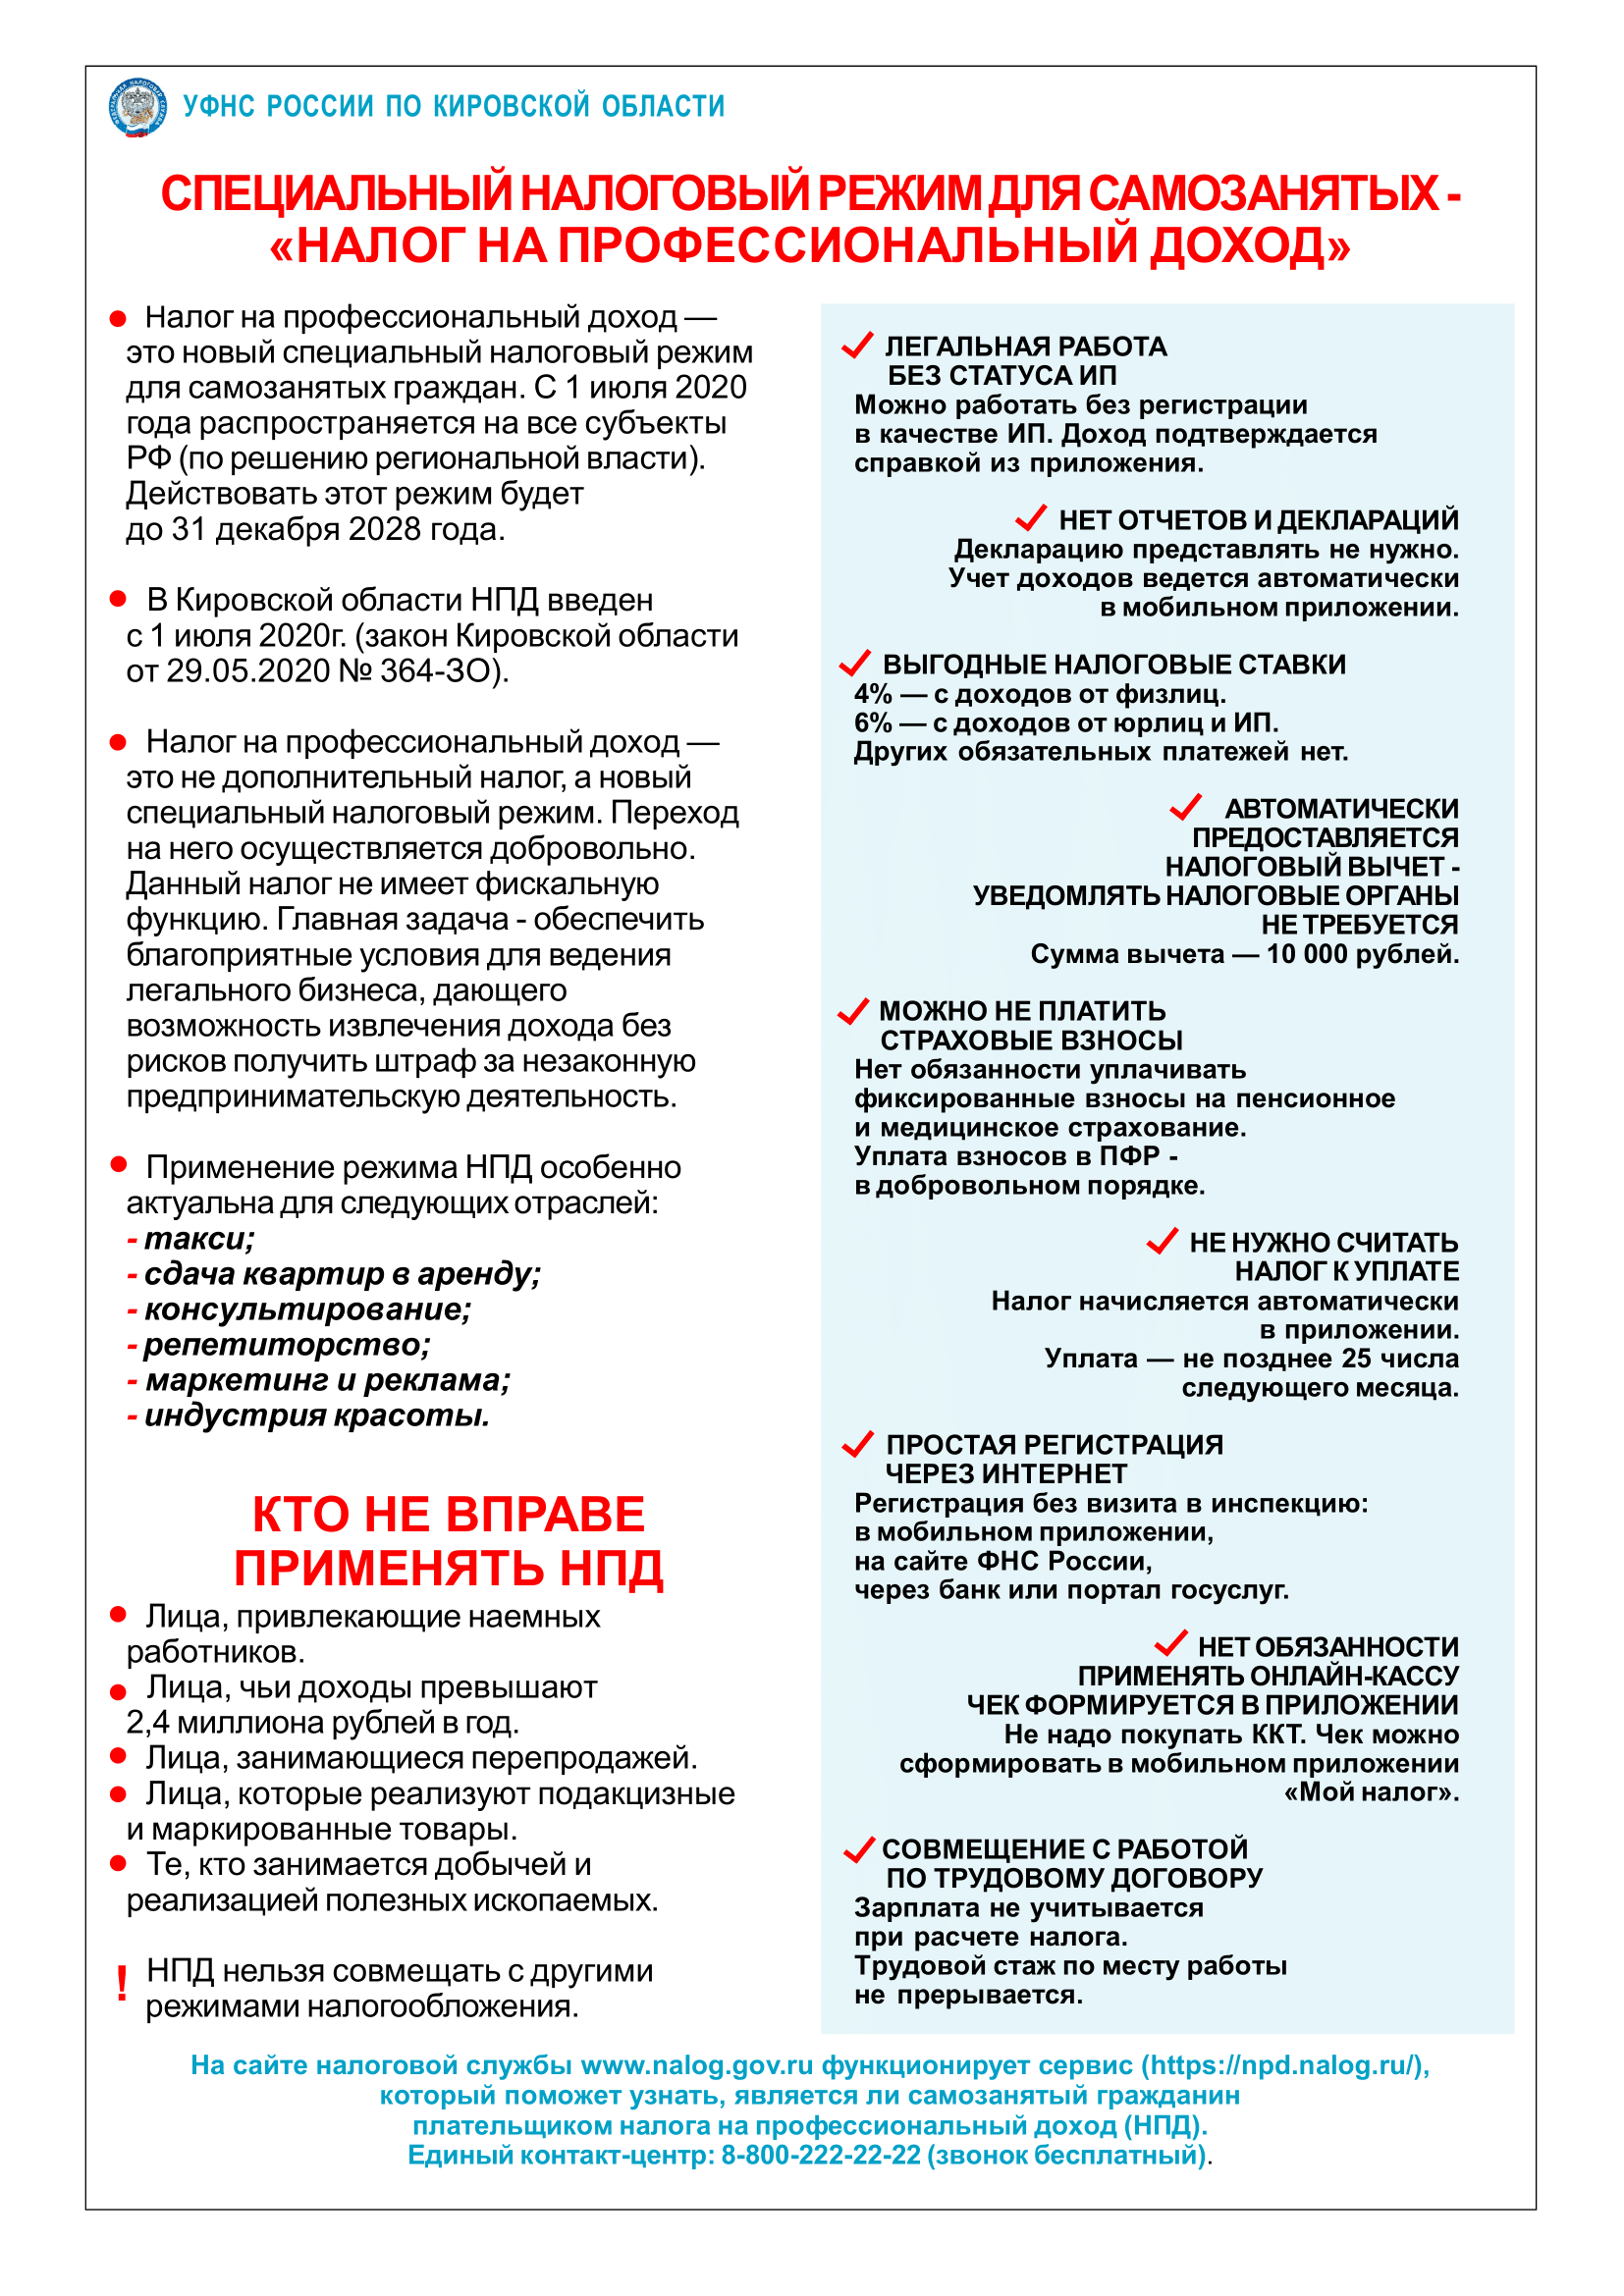 УФНС РОССИИ ПО КИРОВСКОЙ ОБЛАСТИ
СПЕЦИАЛЬНЫЙ НАЛОГОВЫЙ РЕЖИМ ДЛЯ САМОЗАНЯТЫХ -
«НАЛОГ НА ПРОФЕССИОНАЛЬНЫЙ ДОХОД»
Налог на профессиональный доход —
это новый специальный налоговый режим
для самозанятых граждан. С 1 июля 2020
года распространяется на все субъекты
РФ (по решению региональной власти).
Действовать этот режим будет
до 31 декабря 2028 года.
В Кировской области НПД введен
с 1 июля 2020г. (закон Кировской области
от 29.05.2020 № 364-ЗО).
Налог на профессиональный доход —
это не дополнительный налог, а новый
специальный налоговый режим. Переход
на него осуществляется добровольно.
Данный налог не имеет фискальную
функцию. Главная задача - обеспечить
благоприятные условия для ведения
легального бизнеса, дающего
возможность извлечения дохода без
рисков получить штраф за незаконную
предпринимательскую деятельность.
Применение режима НПД особенно
актуальна для следующих отраслей:
- такси;
- сдача квартир в аренду;
- консультирование;
- репетиторство;
- маркетинг и реклама;
- индустрия красоты.
КТО НЕ ВПРАВЕ
ПРИМЕНЯТЬ НПД
Лица, привлекающие наемных
работников.
Лица, чьи доходы превышают
2,4 миллиона рублей в год.
Лица, занимающиеся перепродажей.
Лица, которые реализуют подакцизные
и маркированные товары.
Те, кто занимается добычей и
реализацией полезных ископаемых.
! НПД нельзя совмещать с другими
режимами налогообложения.
ЛЕГАЛЬНАЯ РАБОТА
БЕЗ СТАТУСА ИП
Можно работать без регистрации
в качестве ИП. Доход подтверждается
справкой из приложения.
НЕТ ОТЧЕТОВ И ДЕКЛАРАЦИЙ
Декларацию представлять не нужно.
Учет доходов ведется автоматически
в мобильном приложении.
ВЫГОДНЫЕ НАЛОГОВЫЕ СТАВКИ
4% — с доходов от физлиц.
6% — с доходов от юрлиц и ИП.
Других обязательных платежей нет.
АВТОМАТИЧЕСКИ
ПРЕДОСТАВЛЯЕТСЯ
НАЛОГОВЫЙ ВЫЧЕТ -
УВЕДОМЛЯТЬ НАЛОГОВЫЕ ОРГАНЫ
НЕ ТРЕБУЕТСЯ
Сумма вычета — 10 000 рублей.
МОЖНО НЕ ПЛАТИТЬ
СТРАХОВЫЕ ВЗНОСЫ
Нет обязанности уплачивать
фиксированные взносы на пенсионное
и медицинское страхование.
Уплата взносов в ПФР -
в добровольном порядке.
НЕ НУЖНО СЧИТАТЬ
НАЛОГ К УПЛАТЕ
Налог начисляется автоматически
в приложении.
Уплата — не позднее 25 числа
следующего месяца.
ПРОСТАЯ РЕГИСТРАЦИЯ
ЧЕРЕЗ ИНТЕРНЕТ
Регистрация без визита в инспекцию:
в мобильном приложении,
на сайте ФНС России,
через банк или портал госуслуг.
НЕТ ОБЯЗАННОСТИ
ПРИМЕНЯТЬ ОНЛАЙН-КАССУ
ЧЕК ФОРМИРУЕТСЯ В ПРИЛОЖЕНИИ
Не надо покупать ККТ. Чек можно
сформировать в мобильном приложении
«Мой налог».
СОВМЕЩЕНИЕ С РАБОТОЙ
ПО ТРУДОВОМУ ДОГОВОРУ
Зарплата не учитывается
при расчете налога.
Трудовой стаж по месту работы
не прерывается.
На сайте налоговой службы www.nalog.gov.ru функционирует сервис (https://npd.nalog.ru/),
который поможет узнать, является ли самозанятый гражданин
плательщиком налога на профессиональный доход (НПД).
Единый контакт-центр: 8-800-222-22-22 (звонок бесплатный).